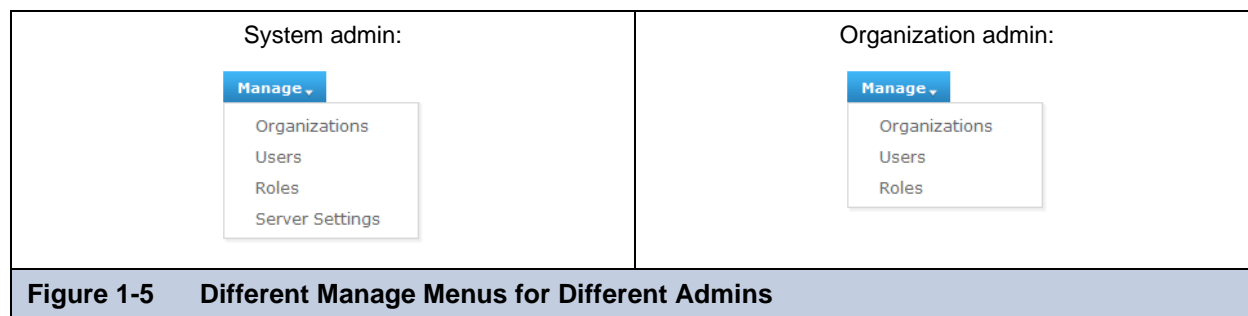 System admin:
Manage
Organizations
Users
Roles
Server Settings
Organization admin:
Manage
Organizations
Users
Roles
Figure 1-5 Different Manage Menus for Different Admins